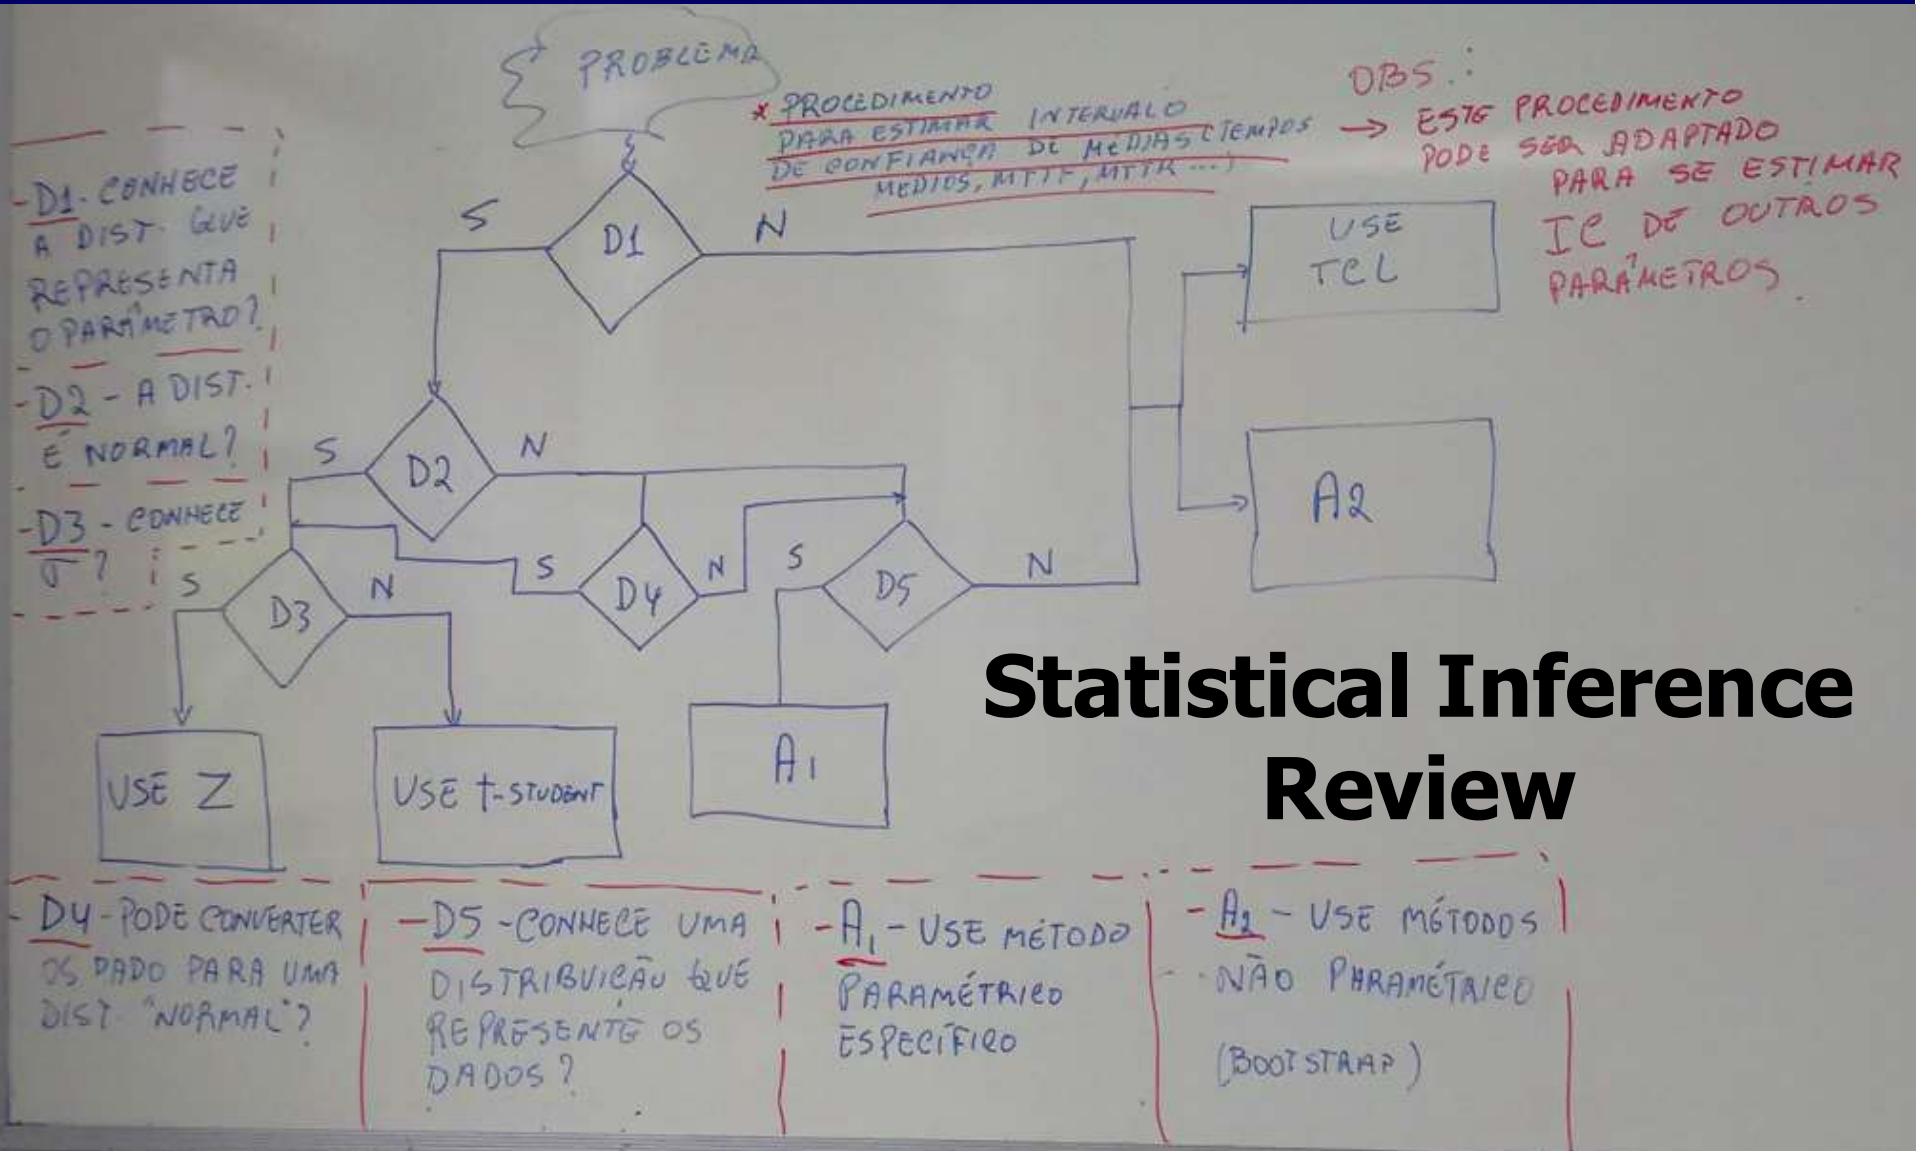 PROBLEMA
* PROCEDIMENTO
PARA ESTIMAR INTERVALO
DE CONFIANÇA DE MÉDIAS (TEMPOS
MEDIOS, MTTF, MTTR ...)
OBS.:
→ ESTE PROCEDIMENTO
PODE SER ADAPTADO
PARA SE ESTIMAR
IC DE OUTROS
PARÂMETROS.
- D1 - CONHECE
A DIST. QUE
REPRESENTA
O PARÂMETRO?
- D2 - A DIST.
É NORMAL?
- D3 - CONHECE
σ?
S
D1
N
USE
TCL
S
D2
N
A2
S
D3
N
S
D4
N
S
D5
N
USE Z
USE t-STUDENT
A1
Statistical Inference
Review
- D4 - PODE CONVERTER
OS DADO PARA UMA
DIST. "NORMAL"?
- D5 - CONHECE UMA
DISTRIBUIÇÃO QUE
REPRESENTE OS
DADOS?
- A1 - USE MÉTODO
PARAMÉTRICO
ESPECÍFICO
- A2 - USE MÉTODOS
NÃO PARAMÉTRICO
(BOOTSTRAP)